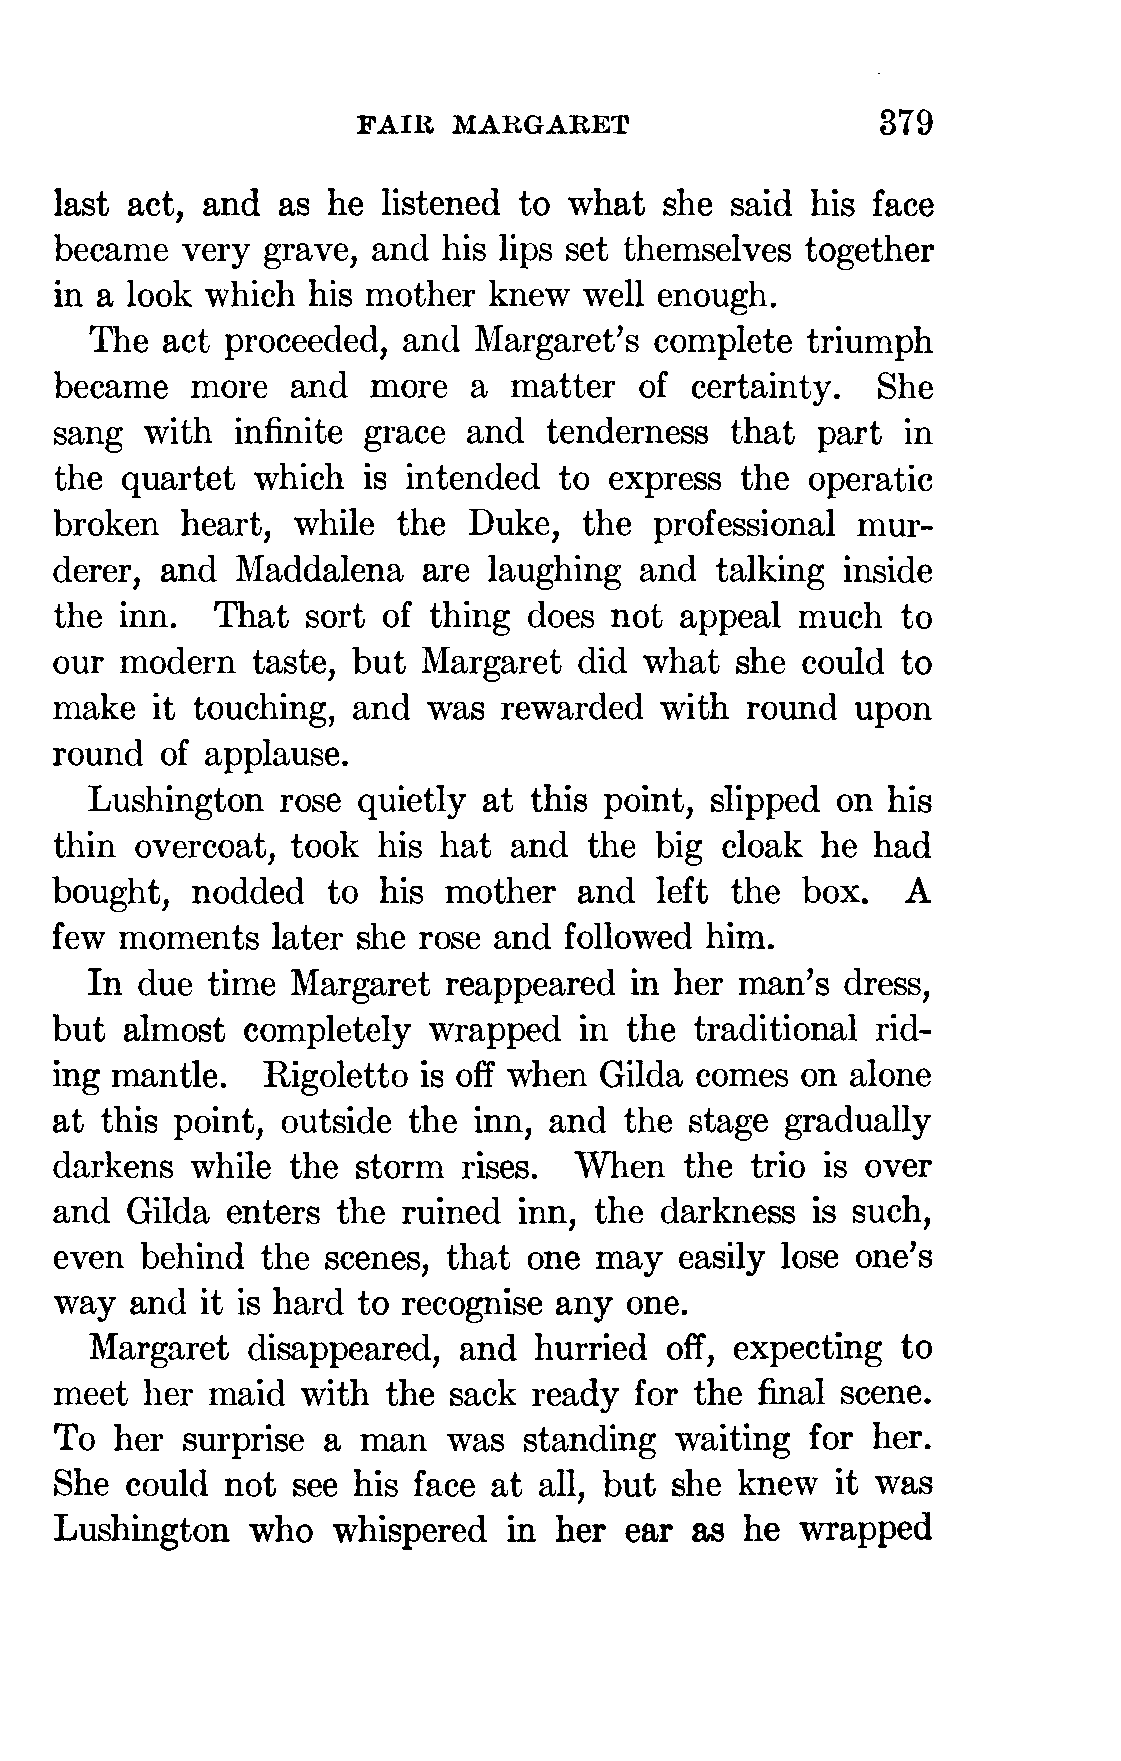 FAIR MARGARET 379
last act, and as he listened to what she said his face
became very grave, and his lips set themselves together
in a look which his mother knew well enough.
The act proceeded, and Margaret's complete triumph
became more and more a matter of certainty. She
sang with infinite grace and tenderness that part in
the quartet which is intended to express the operatic
broken heart, while the Duke, the professional mur-
derer, and Maddalena are laughing and talking inside
the inn. That sort of thing does not appeal much to
our modern taste, but Margaret did what she could to
make it touching, and was rewarded with round upon
round of applause.
Lushington rose quietly at this point, slipped on his
thin overcoat, took his hat and the big cloak he had
bought, nodded to his mother and left the box. A
few moments later she rose and followed him.
In due time Margaret reappeared in her man's dress,
but almost completely wrapped in the traditional rid-
ing mantle. Rigoletto is off when Gilda comes on alone
at this point, outside the inn, and the stage gradually
darkens while the storm rises. When the trio is over
and Gilda enters the ruined inn, the darkness is such,
even behind the scenes, that one may easily lose one's
way and it is hard to recognise any one.
Margaret disappeared, and hurried off, expecting to
meet her maid with the sack ready for the final scene.
To her surprise a man was standing waiting for her.
She could not see his face at all, but she knew it was
Lushington who whispered in her ear as he wrapped